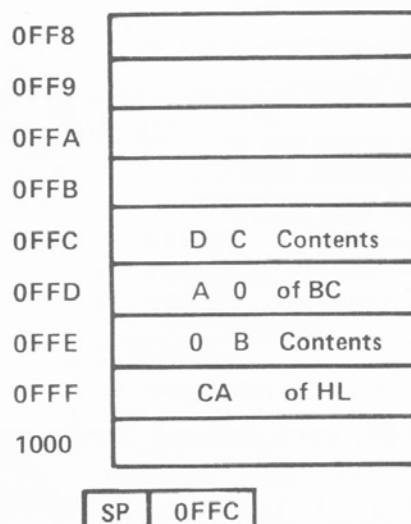 0FF8
0FF9
0FFA
0FFB
0FFC D C Contents
0FFD A 0 of BC
0FFE 0 B Contents
0FFF CA of HL
1000
SP 0FFC